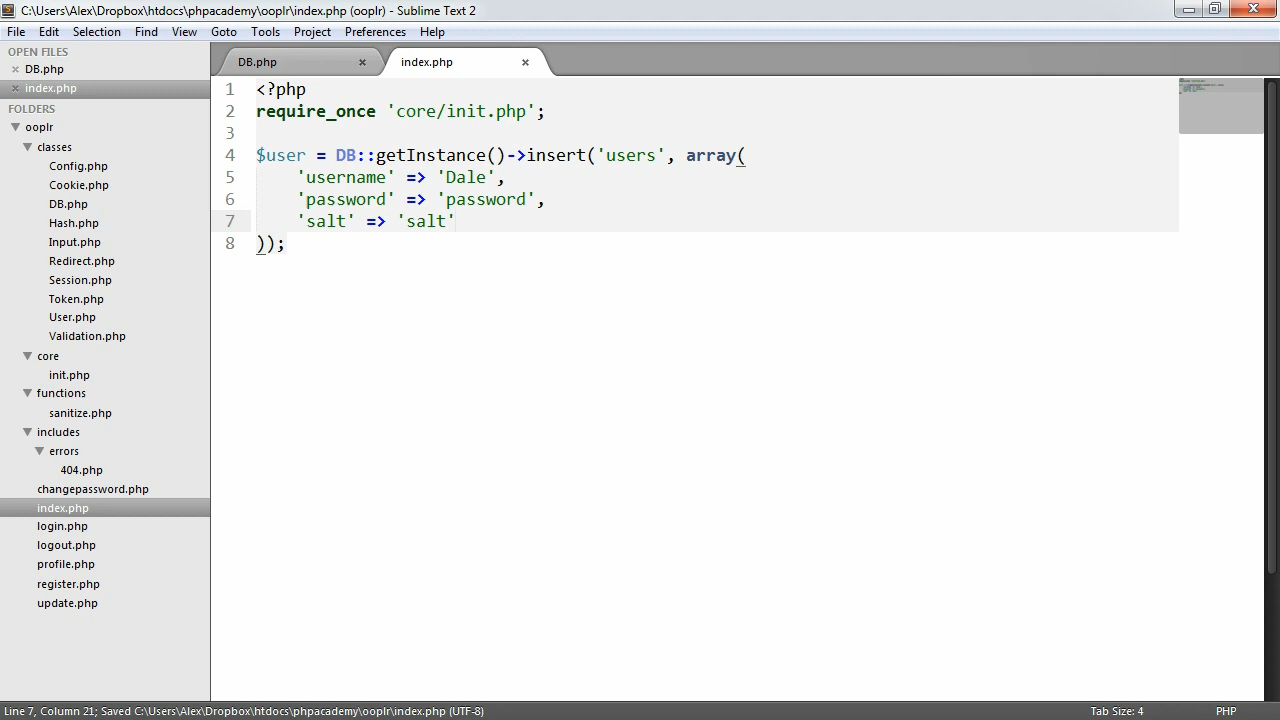 C:\Users\Alex\Dropbox\htdocs\phpacademy\ooplr\index.php (ooplr) - Sublime Text 2
File Edit Selection Find View Goto Tools Project Preferences Help
OPEN FILES
DB.php
index.php
FOLDERS
ooplr
classes
Config.php
Cookie.php
DB.php
Hash.php
Input.php
Redirect.php
Session.php
Token.php
User.php
Validation.php
core
init.php
functions
sanitize.php
includes
errors
404.php
changepassword.php
index.php
login.php
logout.php
profile.php
register.php
update.php
DB.php × index.php ×
1 <?php
2 require_once 'core/init.php';
3
4 $user = DB::getInstance()->insert('users', array(
5 'username' => 'Dale',
6 'password' => 'password',
7 'salt' => 'salt'
8 ));
Line 7, Column 21; Saved C:\Users\Alex\Dropbox\htdocs\phpacademy\ooplr\index.php (UTF-8) Tab Size: 4 PHP